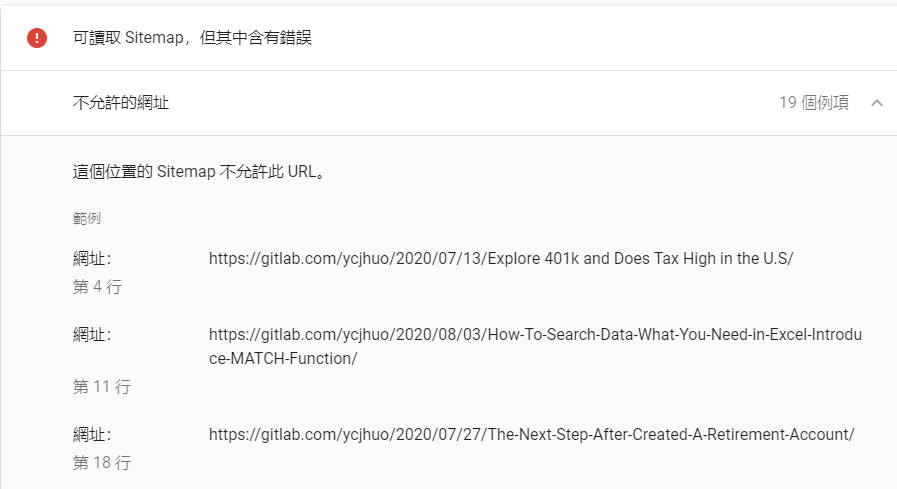 可讀取 Sitemap，但其中含有錯誤
不允許的網址
19 個例項
這個位置的 Sitemap 不允許此 URL。
範例
網址：
https://gitlab.com/ycjhuo/2020/07/13/Explore 401k and Does Tax High in the U.S/
第 4 行
網址：
https://gitlab.com/ycjhuo/2020/08/03/How-To-Search-Data-What-You-Need-in-Excel-Introdu
ce-MATCH-Function/
第 11 行
網址：
https://gitlab.com/ycjhuo/2020/07/27/The-Next-Step-After-Created-A-Retirement-Account/
第 18 行